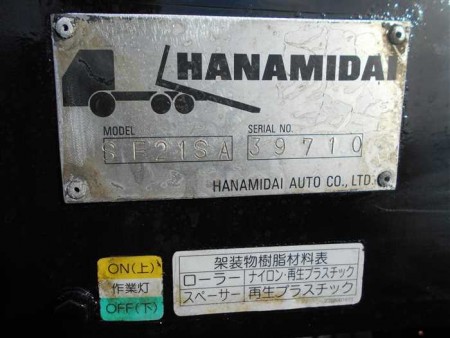 HANAMIDAI
MODEL
SERIAL NO.
SF21SA
39710
HANAMIDAI AUTO CO., LTD
ON(上)
作業灯
OFF(下)
架装物樹脂材料表
ローラー ナイロン・再生プラスチック
スペーサー 再生プラスチック